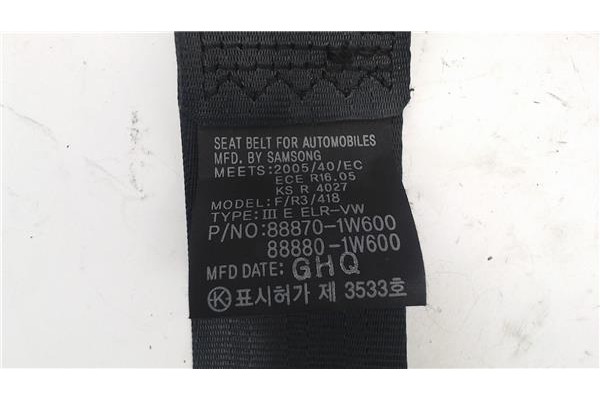 SEAT BELT FOR AUTOMOBILES
MFD. BY SAMSONG
MEETS:2005/40/EC
ECE R16.05
KS R 4027
MODEL: F/R3/418
TYPE: III E ELR-VW
P/NO:88870-1W600
88880-1W600
MFD DATE: GHQ
Ⓚ 표시허가 제 3533호